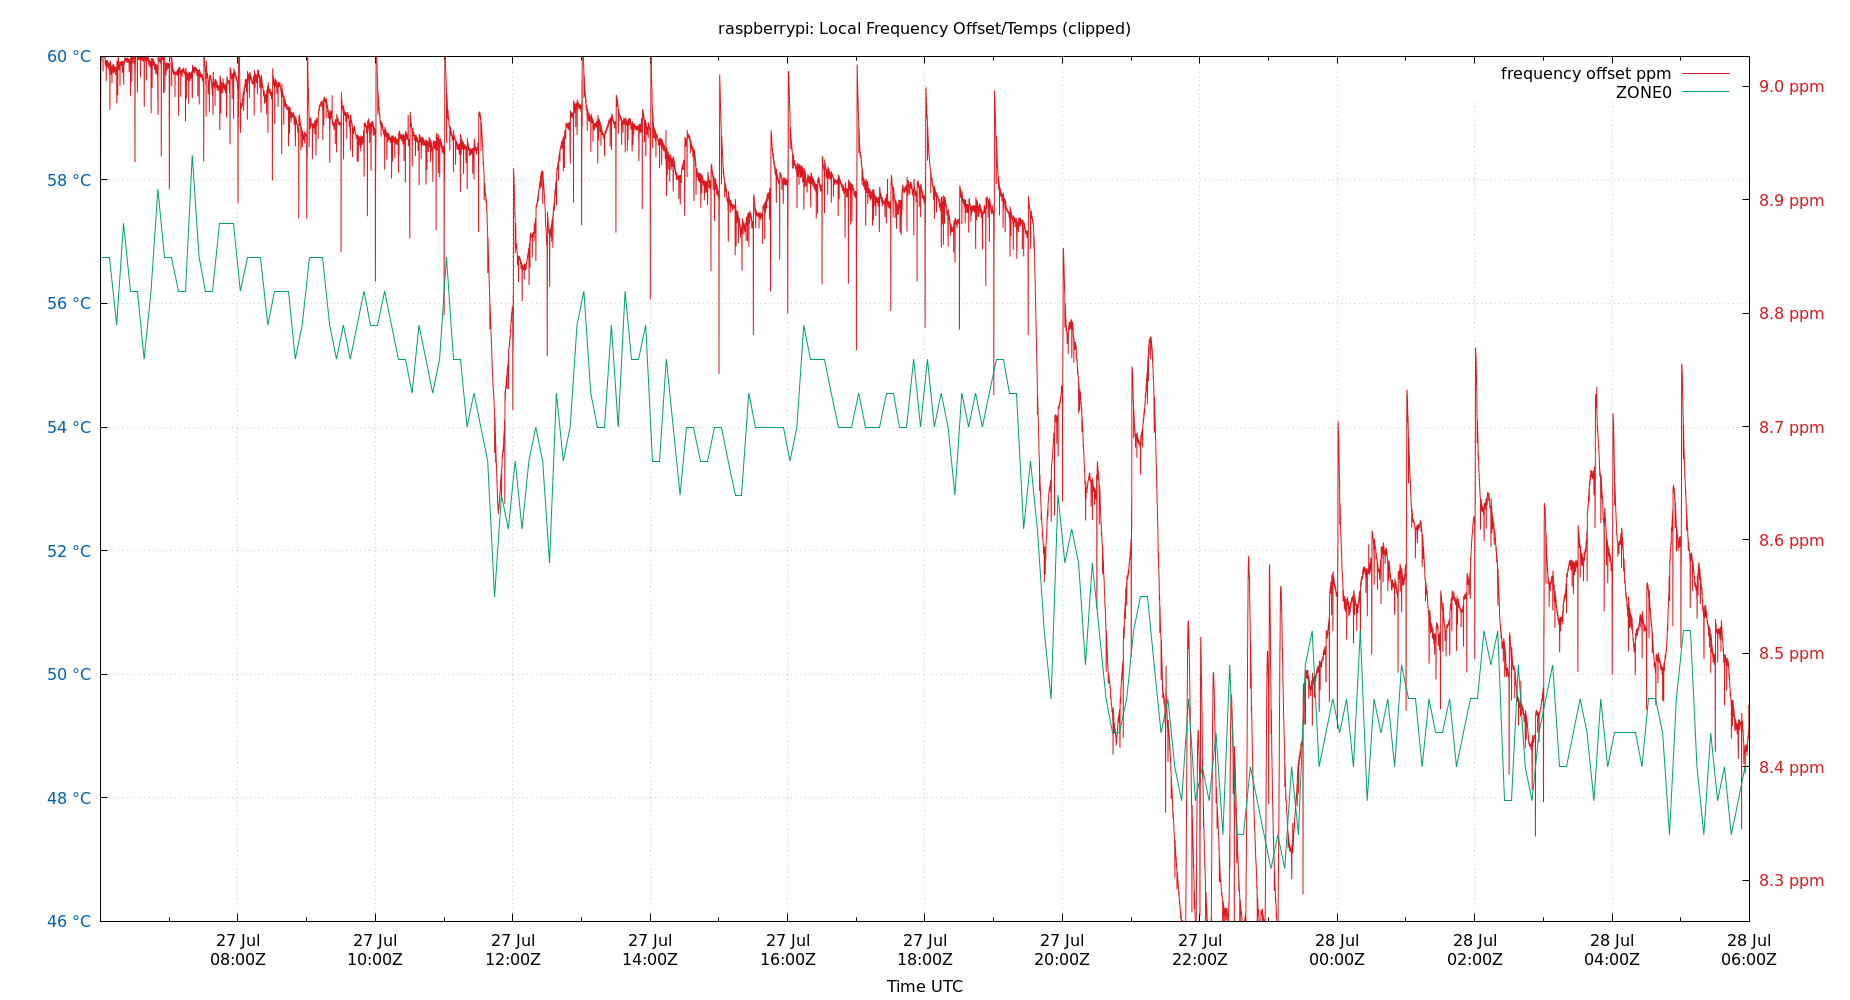 raspberrypi: Local Frequency Offset/Temps (clipped)
frequency offset ppm
ZONE0
60 °C
58 °C
56 °C
54 °C
52 °C
50 °C
48 °C
46 °C
9.0 ppm
8.9 ppm
8.8 ppm
8.7 ppm
8.6 ppm
8.5 ppm
8.4 ppm
8.3 ppm
27 Jul
08:00Z
27 Jul
10:00Z
27 Jul
12:00Z
27 Jul
14:00Z
27 Jul
16:00Z
27 Jul
18:00Z
27 Jul
20:00Z
27 Jul
22:00Z
28 Jul
00:00Z
28 Jul
02:00Z
28 Jul
04:00Z
28 Jul
06:00Z
Time UTC